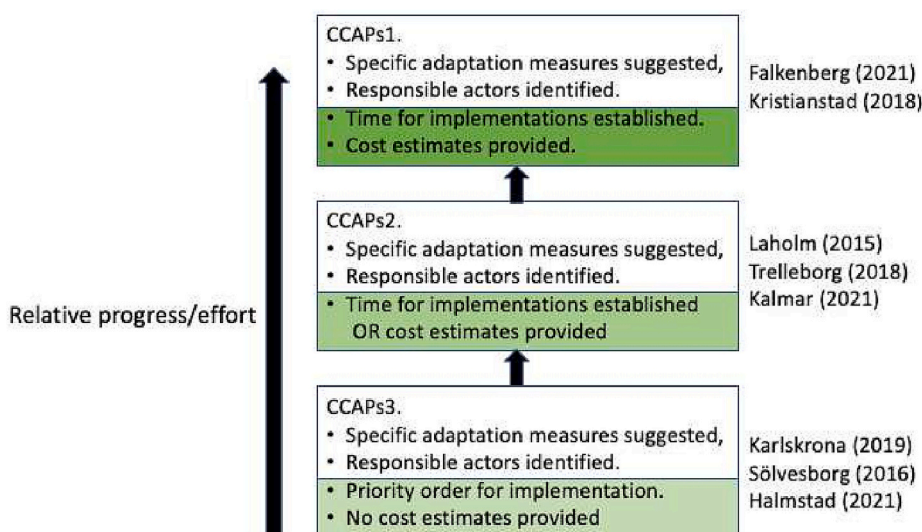 CCAPs1.
• Specific adaptation measures suggested,
• Responsible actors identified.
• Time for implementations established.
• Cost estimates provided.
Falkenberg (2021)
Kristianstad (2018)
CCAPs2.
• Specific adaptation measures suggested,
• Responsible actors identified.
• Time for implementations established
OR cost estimates provided
Laholm (2015)
Trelleborg (2018)
Kalmar (2021)
Relative progress/effort
CCAPs3.
• Specific adaptation measures suggested,
• Responsible actors identified.
• Priority order for implementation.
• No cost estimates provided
Karlskrona (2019)
Sölvesborg (2016)
Halmstad (2021)